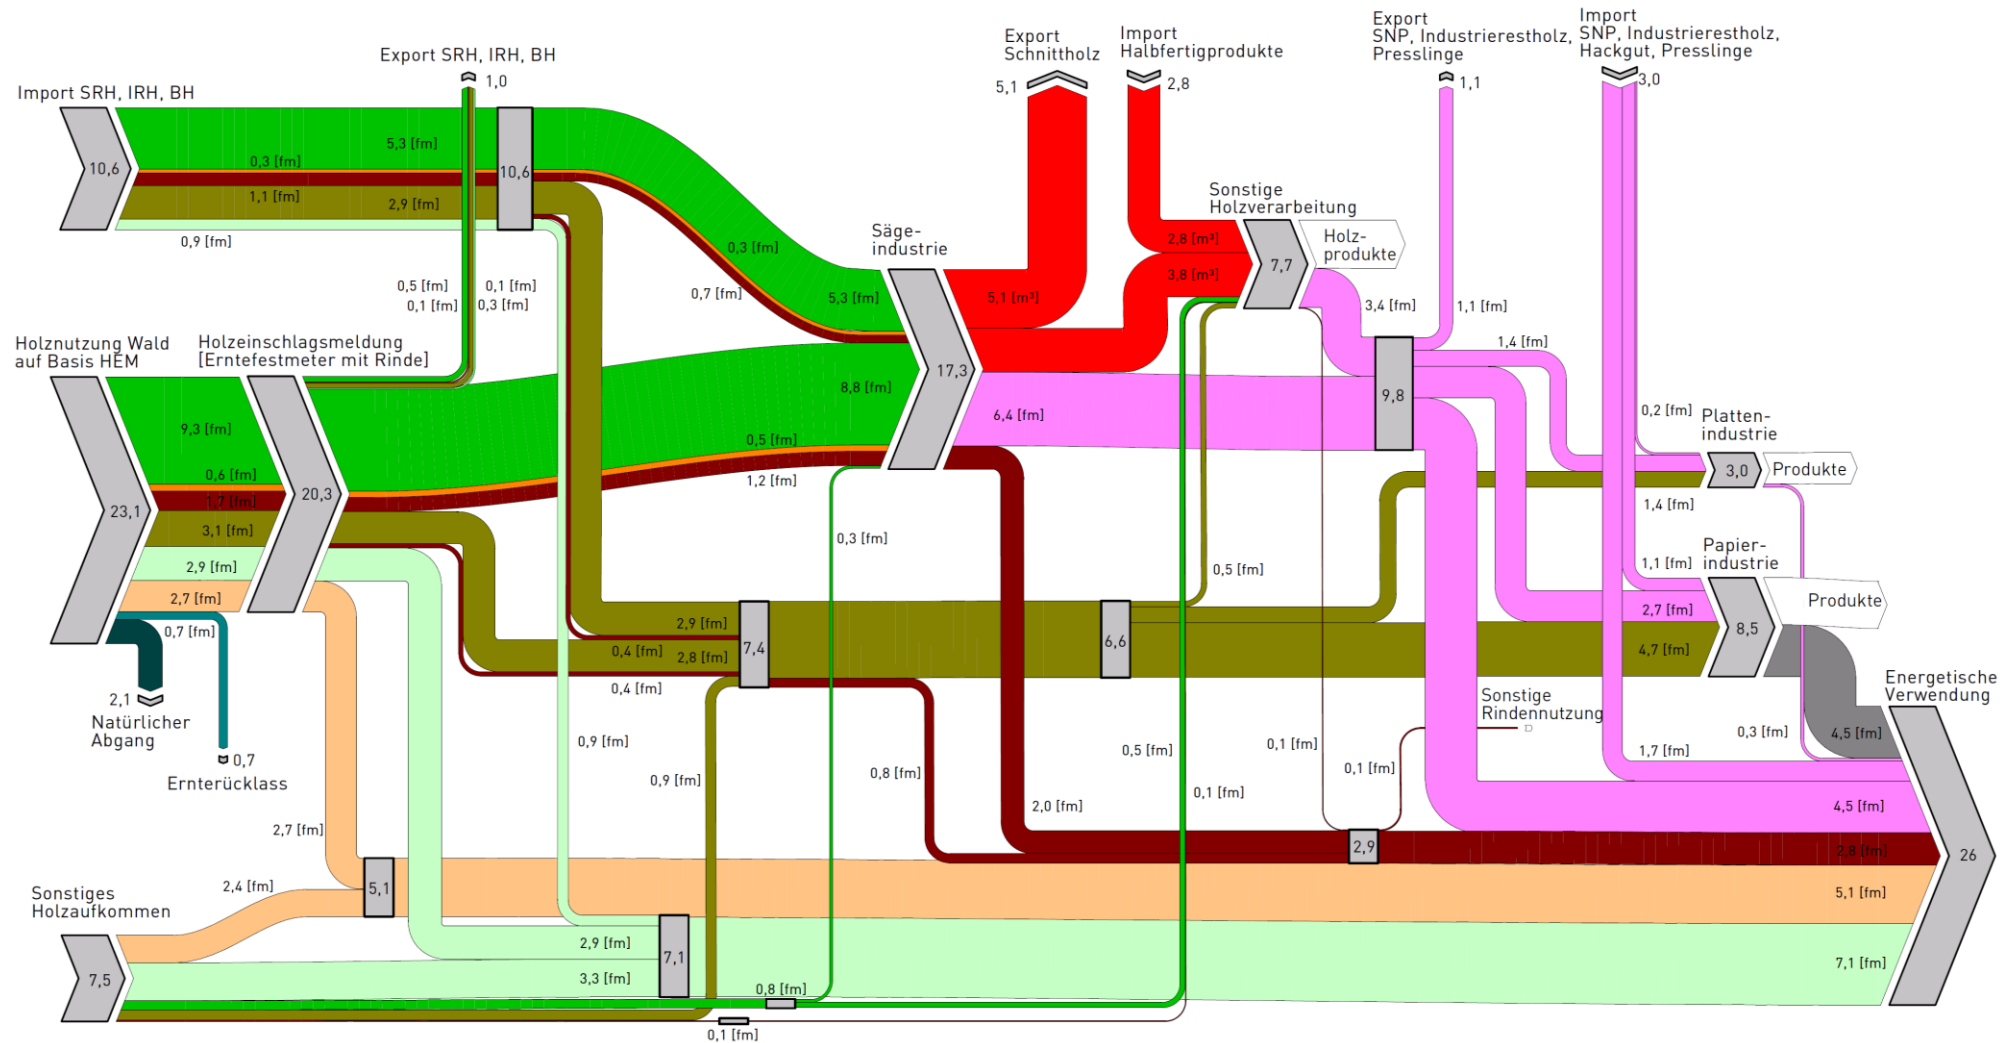 Export
SNP, Industrierestholz,
Presslinge
Import
SNP, Industrierestholz,
Hackgut, Presslinge
Export
Schnittholz
Import
Halbfertigprodukte
Export SRH, IRH, BH
1,0
5,1
2,8
1,1
3,0
Import SRH, IRH, BH
10,6
5,3 [fm]
0,3 [fm]
1,1 [fm]
2,9 [fm]
0,9 [fm]
10,6
0,5 [fm]
0,1 [fm]
0,1 [fm]
0,3 [fm]
0,3 [fm]
0,7 [fm]
Säge-
industrie
5,3 [fm]
8,8 [fm]
0,5 [fm]
1,2 [fm]
17,3
5,1 [m³]
6,4 [fm]
Sonstige
Holzverarbeitung
2,8 [m³]
3,8 [m³]
7,7
Holz-
produkte
3,4 [fm]
1,1 [fm]
1,4 [fm]
9,8
0,2 [fm]
Platten-
industrie
3,0
Produkte
1,4 [fm]
Holznutzung Wald
auf Basis HEM
Holzeinschlagsmeldung
[Erntefestmeter mit Rinde]
9,3 [fm]
0,6 [fm]
1,7 [fm]
3,1 [fm]
2,9 [fm]
2,7 [fm]
0,7 [fm]
23,1
20,3
0,3 [fm]
0,5 [fm]
1,1 [fm]
Papier-
industrie
2,7 [fm]
4,7 [fm]
8,5
Produkte
2,9 [fm]
0,4 [fm]
2,8 [fm]
0,4 [fm]
7,4
6,6
2,1
Natürlicher
Abgang
0,7
Ernterücklass
Sonstige
Rindennutzung
Energetische
Verwendung
0,9 [fm]
0,9 [fm]
0,8 [fm]
2,0 [fm]
0,5 [fm]
0,1 [fm]
0,1 [fm]
0,1 [fm]
1,7 [fm]
0,3 [fm]
4,5 [fm]
4,5 [fm]
2,7 [fm]
2,9
2,8 [fm]
26
5,1
5,1 [fm]
2,4 [fm]
Sonstiges
Holzaufkommen
7,5
2,9 [fm]
3,3 [fm]
7,1
7,1 [fm]
0,8 [fm]
0,1 [fm]